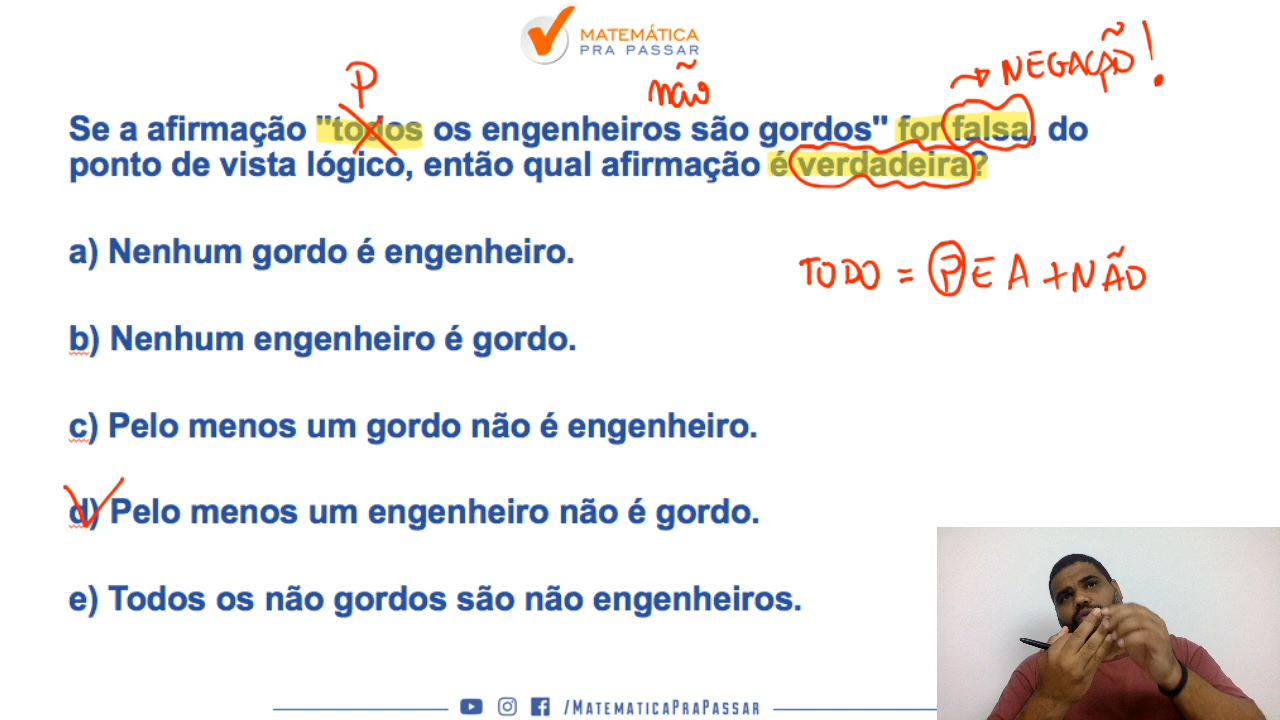 MATEMÁTICA
PRA PASSAR
P
não
→ NEGAÇÃO!
Se a afirmação "todos os engenheiros são gordos" for falsa, do
ponto de vista lógico, então qual afirmação é verdadeira?
a) Nenhum gordo é engenheiro.
TODO = P E A + NÃO
b) Nenhum engenheiro é gordo.
c) Pelo menos um gordo não é engenheiro.
d) Pelo menos um engenheiro não é gordo.
e) Todos os não gordos são não engenheiros.
/MATEMATICAPRAPASSAR